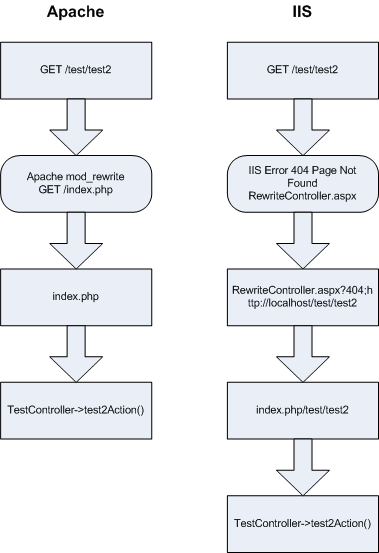 Apache
GET /test/test2
Apache mod_rewrite
GET /index.php
index.php
TestController->test2Action()
IIS
GET /test/test2
IIS Error 404 Page Not
Found
RewriteController.aspx
RewriteController.aspx?404;h
ttp://localhost/test/test2
index.php/test/test2
TestController->test2Action()